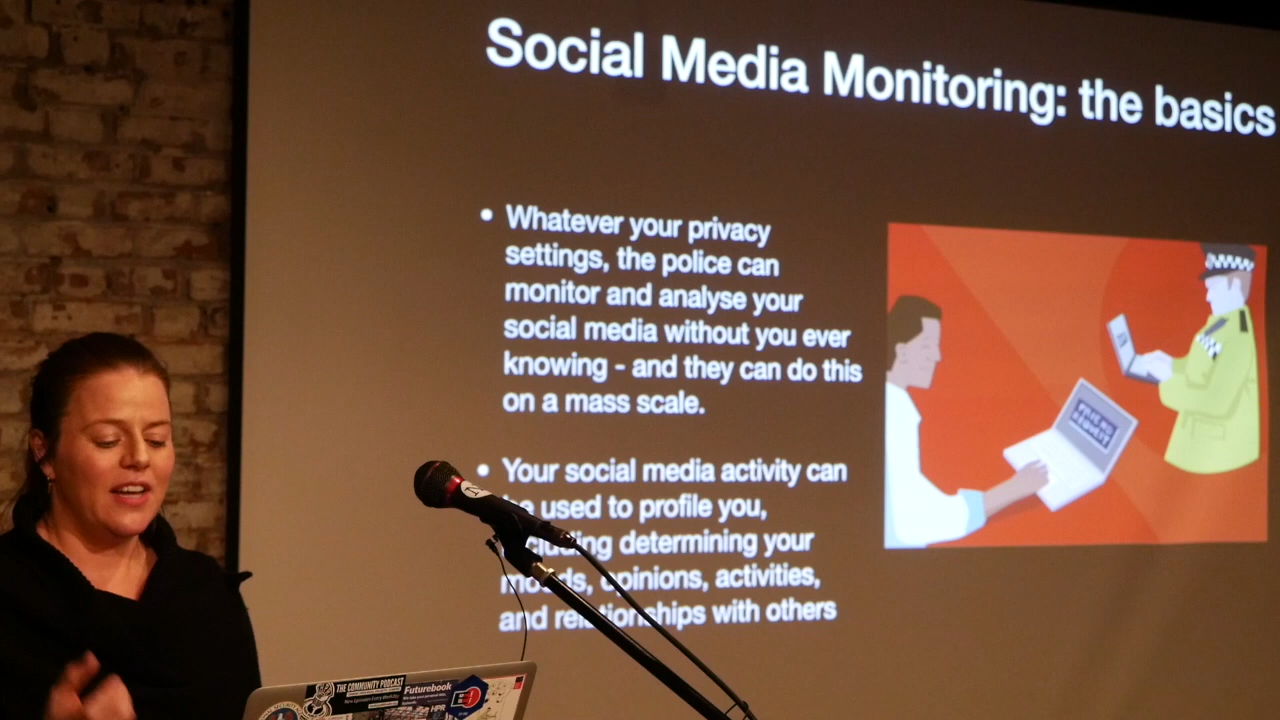 Social Media Monitoring: the basics
• Whatever your privacy
settings, the police can
monitor and analyse your
social media without you ever
knowing - and they can do this
on a mass scale.
• Your social media activity can
used to profile you,
determining your
opinions, activities,
and relationships with others
THE COMMUNITY PODCAST
Futurebook
HPR